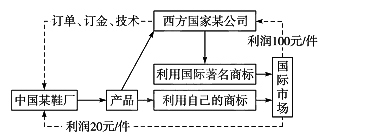 订单、订金、技术
西方国家某公司
利润100元/件
利用国际著名商标
国际市场
中国某鞋厂
产品
利用自己的商标
利润20元/件